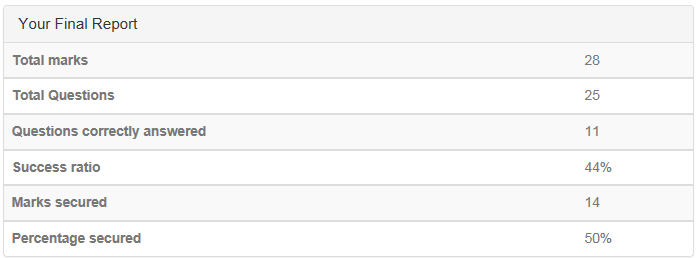 Your Final Report
Total marks 28
Total Questions 25
Questions correctly answered 11
Success ratio 44%
Marks secured 14
Percentage secured 50%